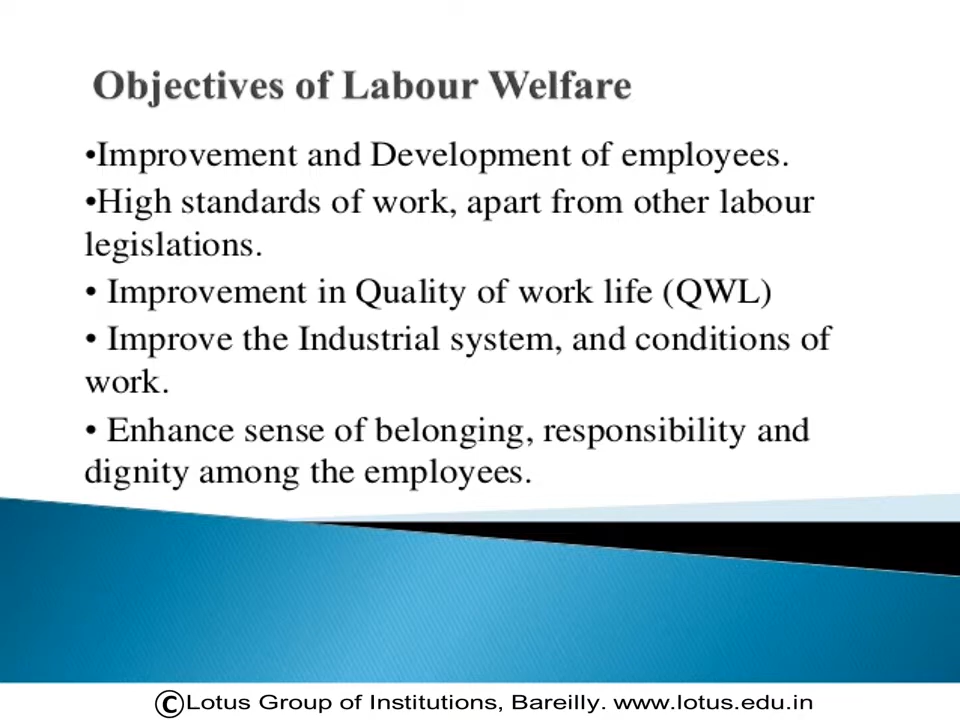 Objectives of Labour Welfare
•Improvement and Development of employees.
•High standards of work, apart from other labour
legislations.
• Improvement in Quality of work life (QWL)
• Improve the Industrial system, and conditions of
work.
• Enhance sense of belonging, responsibility and
dignity among the employees.
©Lotus Group of Institutions, Bareilly. www.lotus.edu.in